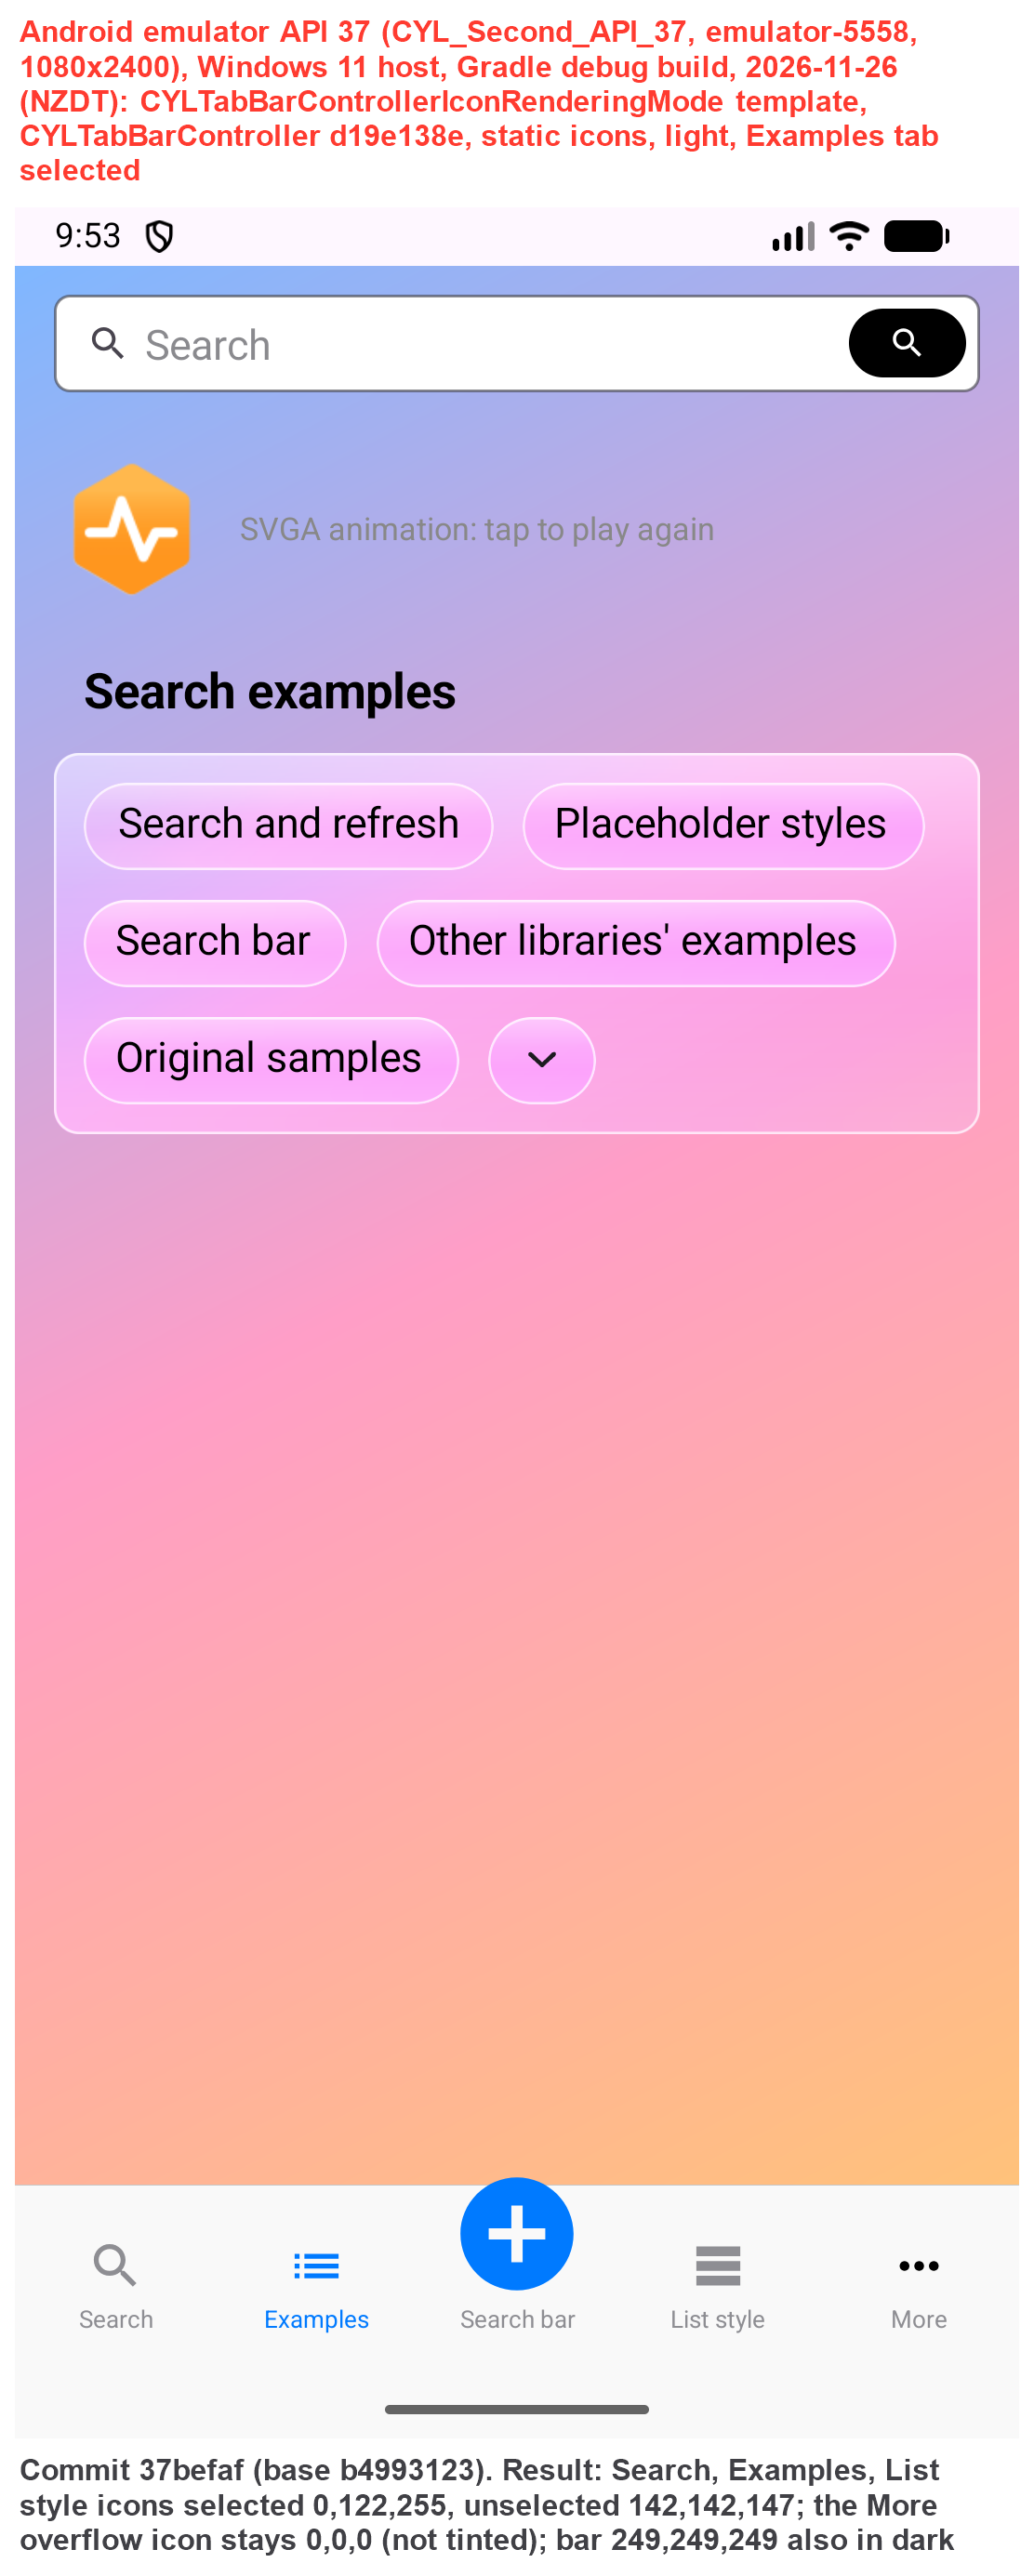 Android emulator API 37 (CYL_Second_API_37, emulator-5558,
1080x2400), Windows 11 host, Gradle debug build, 2026-11-26
(NZDT): CYLTabBarControllerIconRenderingMode template,
CYLTabBarController d19e138e, static icons, light, Examples tab
selected
9:53
Search
SVGA animation: tap to play again
Search examples
Search and refresh
Placeholder styles
Search bar
Other libraries' examples
Original samples
Search
Examples
Search bar
List style
More
Commit 37befaf (base b4993123). Result: Search, Examples, List
style icons selected 0,122,255, unselected 142,142,147; the More
overflow icon stays 0,0,0 (not tinted); bar 249,249,249 also in dark